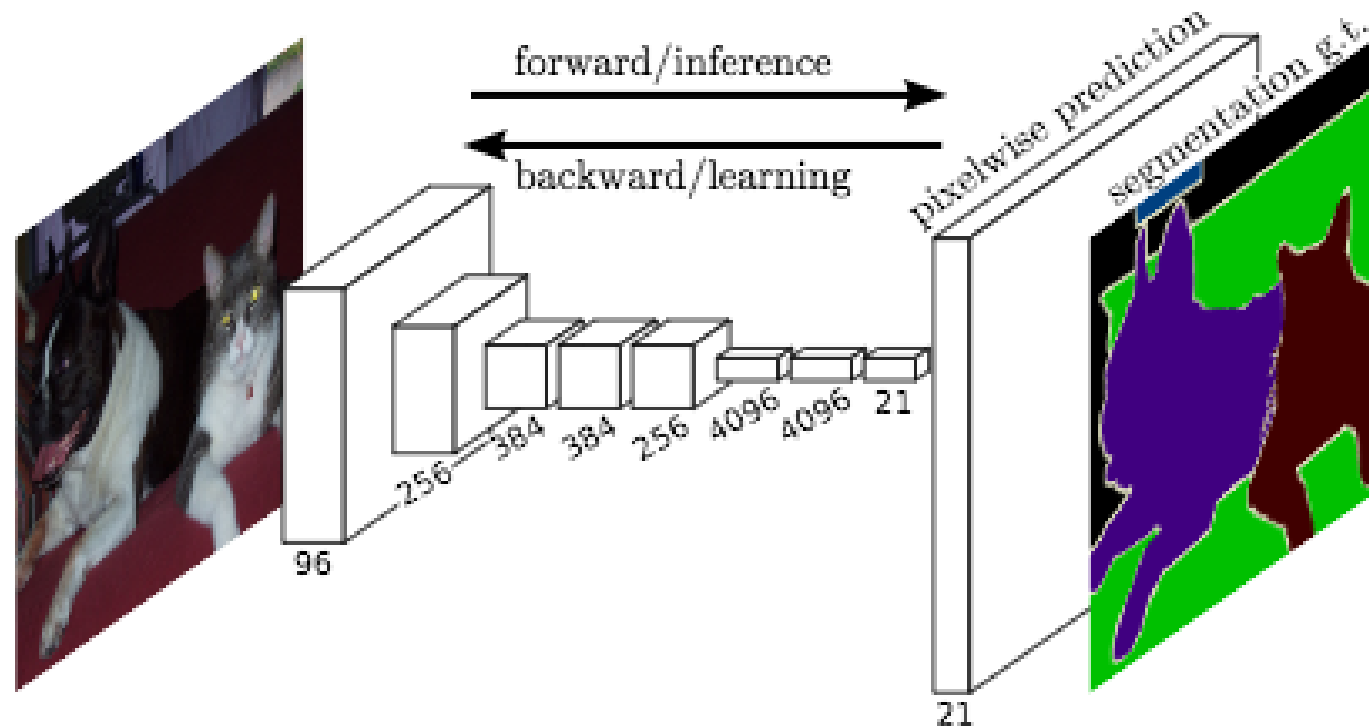 forward/inference
backward/learning
pixelwise prediction
segmentation g.t.
96
256
384
384
256
4096
4096
21
21